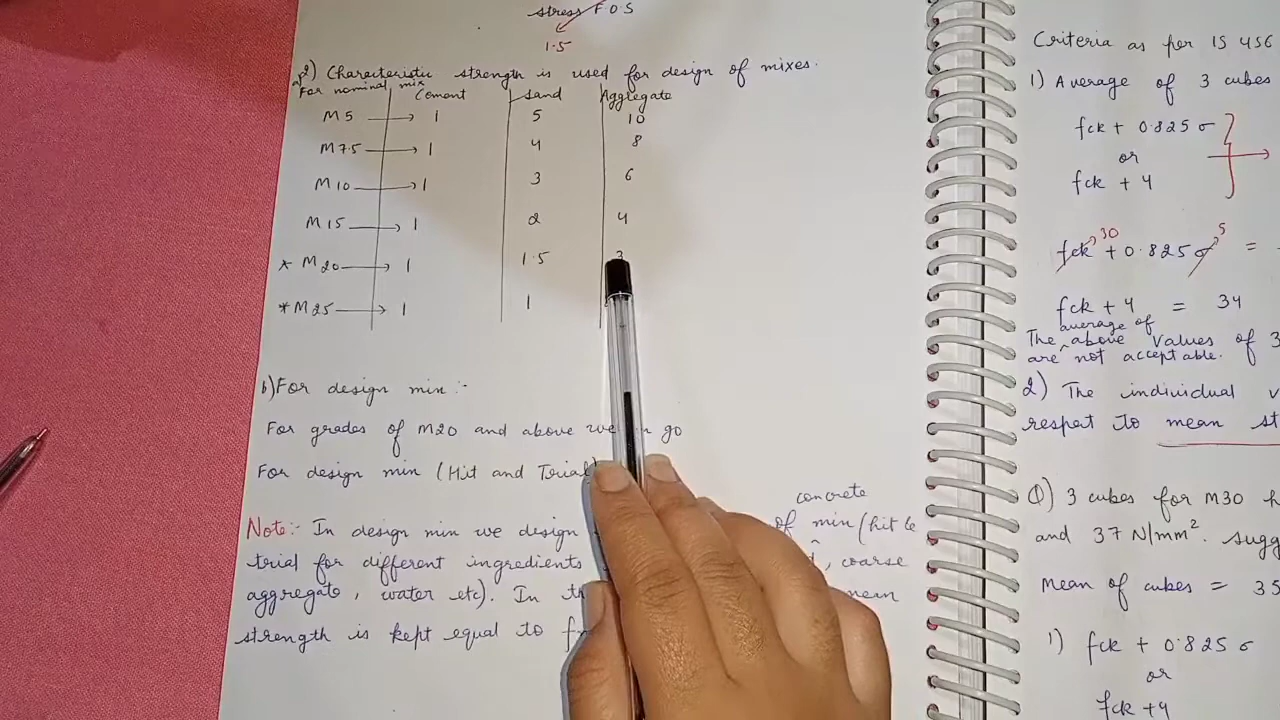 stress F.O.S
1.5
2) Characteristic strength is used for design of mixes.
a) For nominal mix Cement Sand Aggregate
M5 → 1 5 10
M7.5 → 1 4 8
M10 → 1 3 6
M15 → 1 2 4
* M20 → 1 1.5 3
* M25 → 1 1
b) For design min :-
For grades of M20 and above we go
For design min (Hit and Trial)
Note:- In design min we design of concrete min (hit &
trial for different ingredients , coarse
aggregate, water etc). In mean
strength is kept equal to
Criteria as per IS 456
1) Average of 3 cubes
fck + 0.825 σ
or
fck + 4
fck 30 + 0.825 σ 5 =
fck + 4 = 34
The average of above values of 3
are not acceptable.
2) The individual
respect to mean
Q) 3 cubes for M30
and 37 N/mm²
mean of cubes = 35
1) fck + 0.825 σ
or
fck + 4